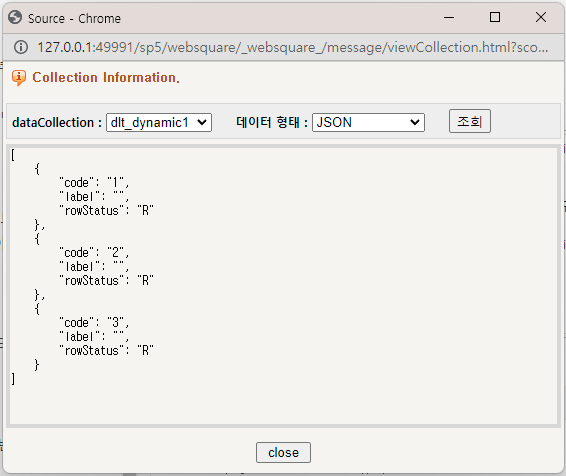 Source - Chrome
127.0.0.1:49991/sp5/websquare/_websquare_/message/viewCollection.html?sco...
Collection Information.
dataCollection : dlt_dynamic1 데이터 형태 : JSON 조회
[
    {
        "code": "1",
        "label": "",
        "rowStatus": "R"
    },
    {
        "code": "2",
        "label": "",
        "rowStatus": "R"
    },
    {
        "code": "3",
        "label": "",
        "rowStatus": "R"
    }
]
close